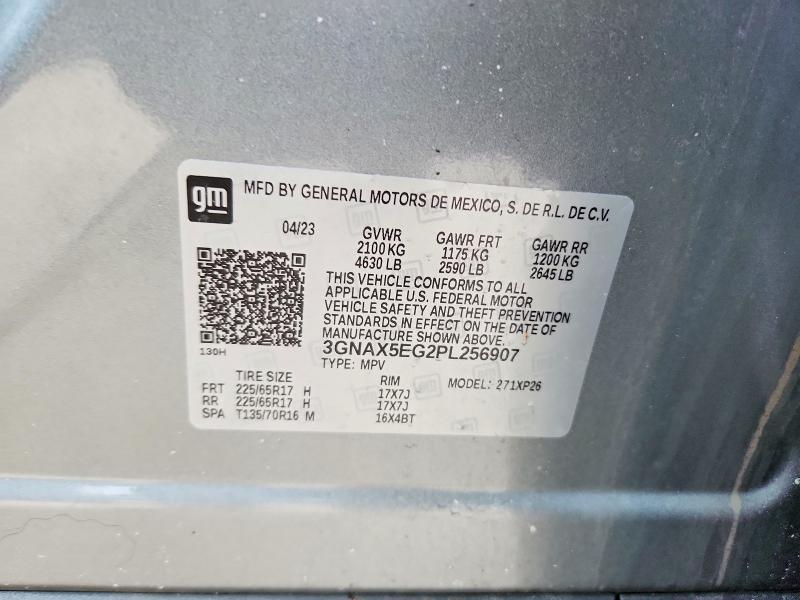 gm
MFD BY GENERAL MOTORS DE MEXICO, S. DE R.L. DE C.V.
04/23
GVWR GAWR FRT GAWR RR
2100 KG 1175 KG 1200 KG
4630 LB 2590 LB 2645 LB
THIS VEHICLE CONFORMS TO ALL
APPLICABLE U.S. FEDERAL MOTOR
VEHICLE SAFETY AND THEFT PREVENTION
STANDARDS IN EFFECT ON THE DATE OF
MANUFACTURE SHOWN ABOVE.
130H
3GNAX5EG2PL256907
TYPE: MPV
TIRE SIZE RIM MODEL: 271XP26
FRT 225/65R17 H 17X7J
RR 225/65R17 H 17X7J
SPA T135/70R16 M 16X4BT